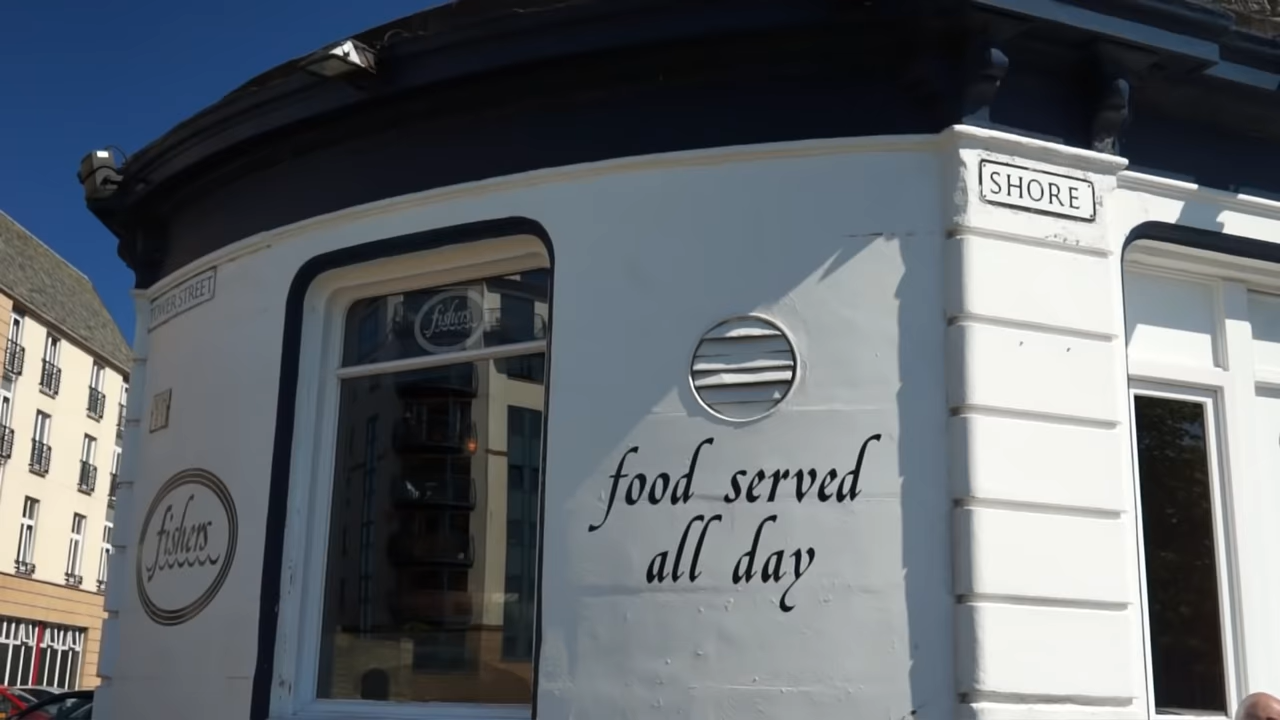 SHORE
TOWER STREET
fishers
fishers
food served
all day